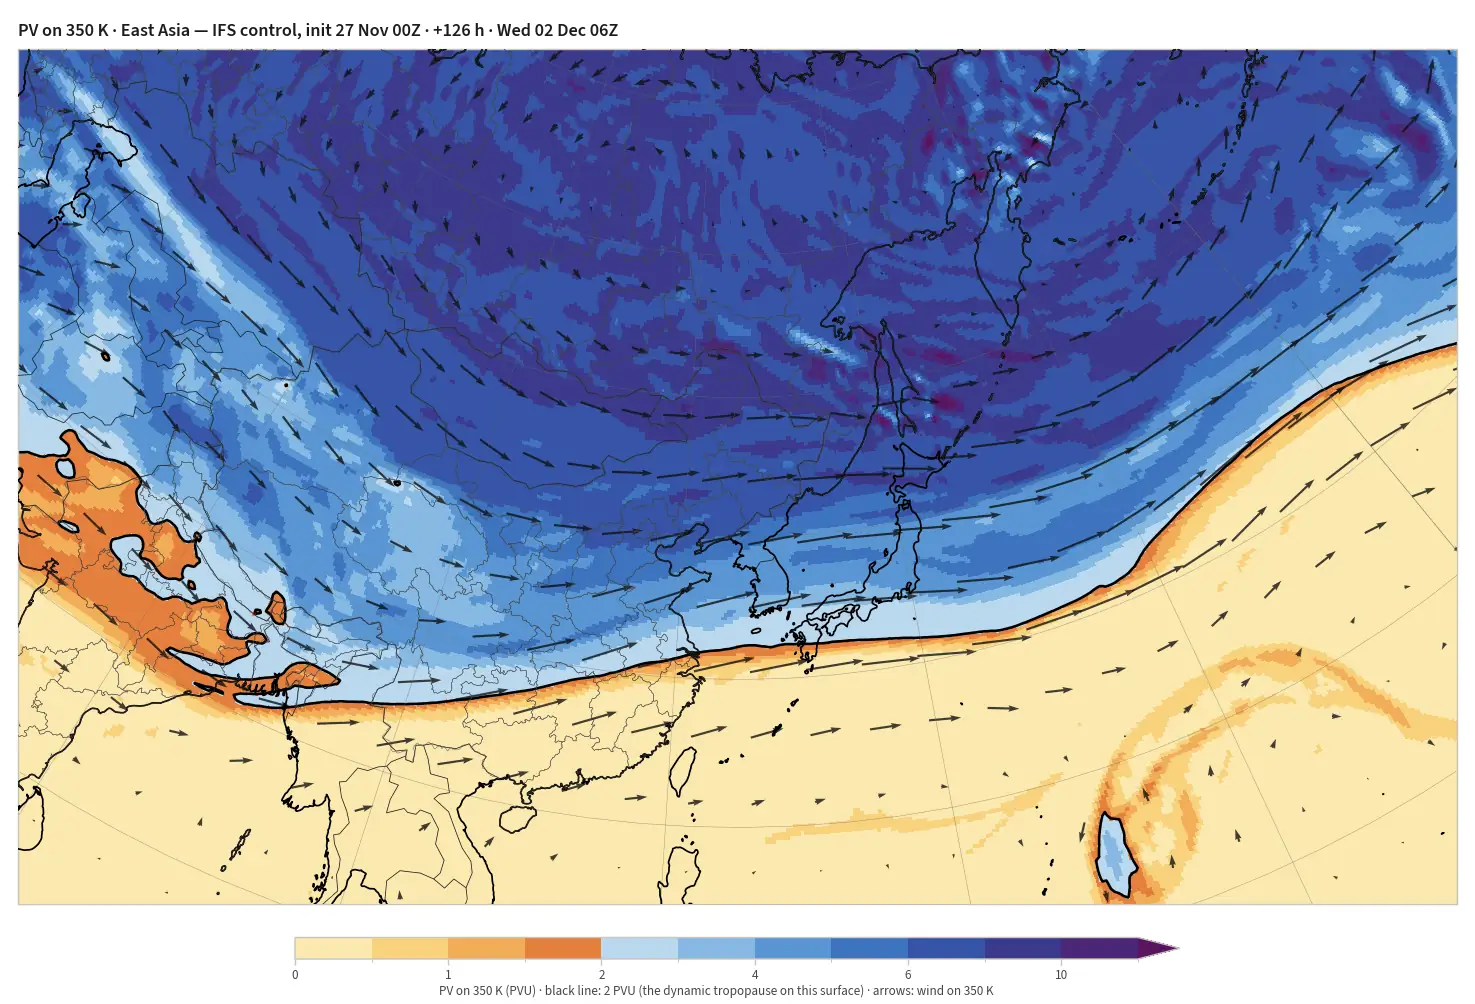 PV on 350 K · East Asia — IFS control, init 27 Nov 00Z · +126 h · Wed 02 Dec 06Z
0 1 2 4 6 10
PV on 350 K (PVU) · black line: 2 PVU (the dynamic tropopause on this surface) · arrows: wind on 350 K